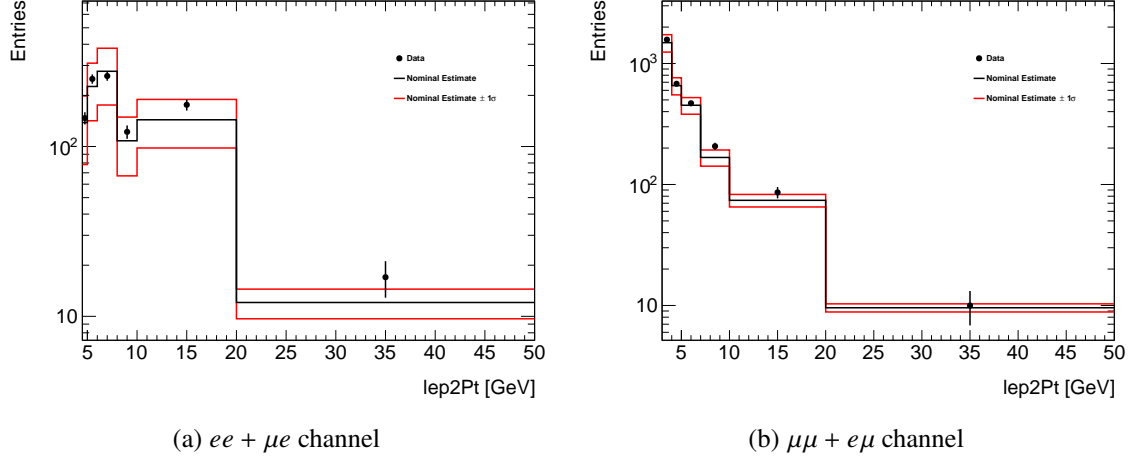 Entries
10²
10
Data
Nominal Estimate
Nominal Estimate ± 1σ
5 10 15 20 25 30 35 40 45 50
lep2Pt [GeV]
(a) ee + μe channel
Entries
10³
10²
10
Data
Nominal Estimate
Nominal Estimate ± 1σ
5 10 15 20 25 30 35 40 45 50
lep2Pt [GeV]
(b) μμ + eμ channel